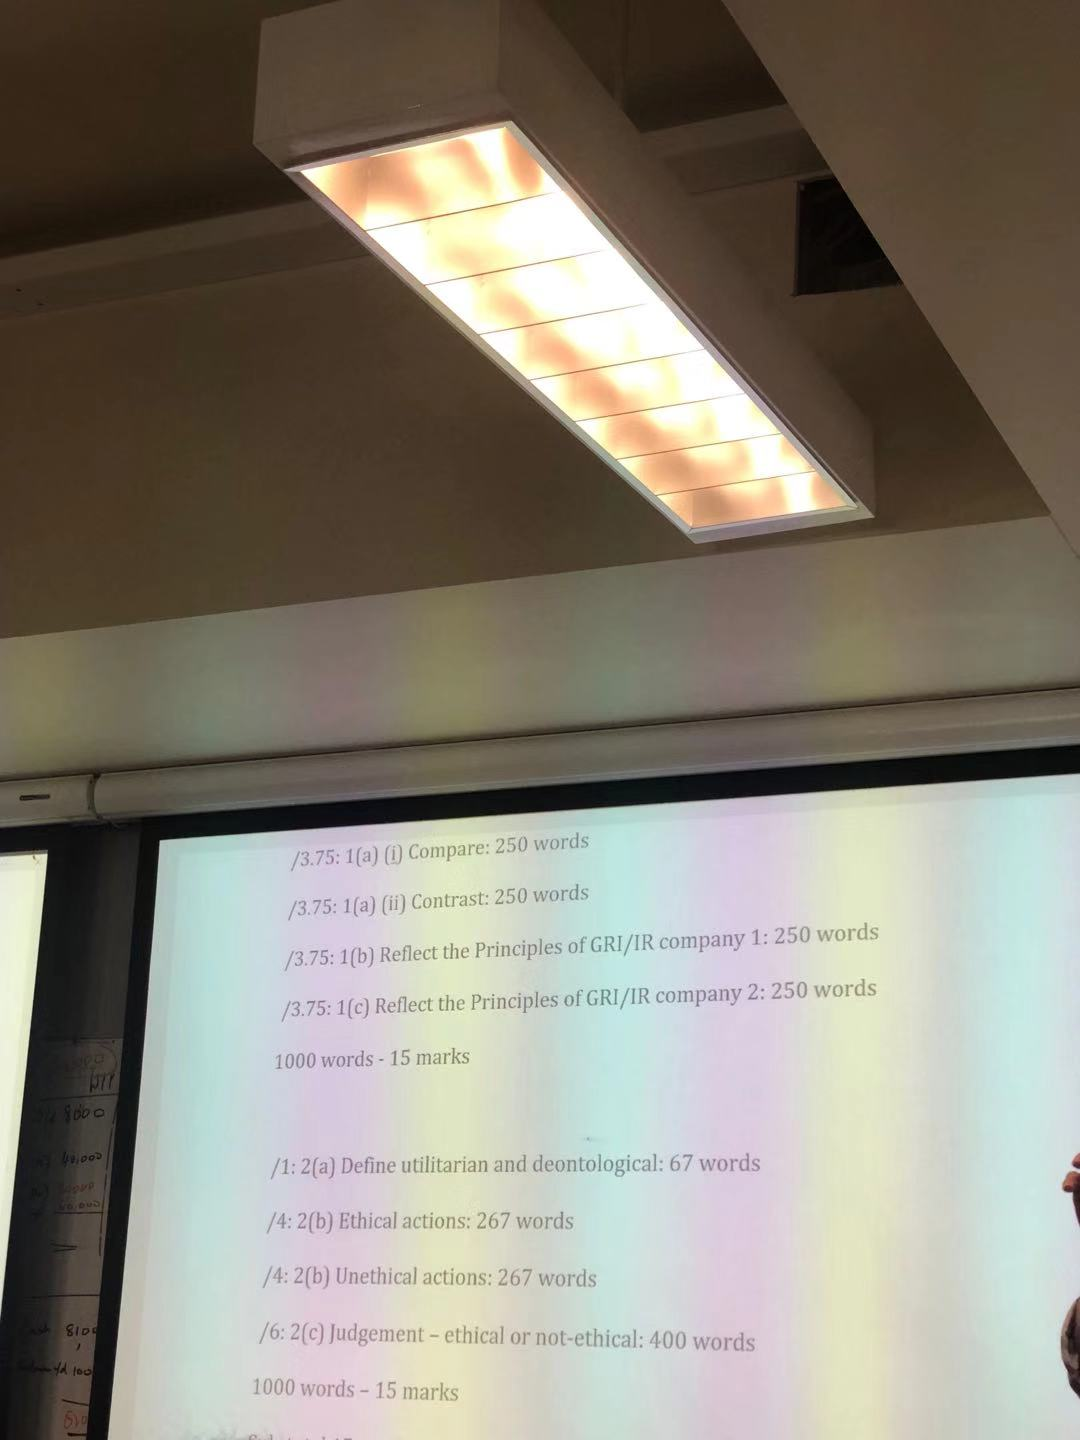 /3.75: 1(a) (i) Compare: 250 words
/3.75: 1(a) (ii) Contrast: 250 words
/3.75: 1(b) Reflect the Principles of GRI/IR company 1: 250 words
/3.75: 1(c) Reflect the Principles of GRI/IR company 2: 250 words
1000 words - 15 marks
/1: 2(a) Define utilitarian and deontological: 67 words
/4: 2(b) Ethical actions: 267 words
/4: 2(b) Unethical actions: 267 words
/6: 2(c) Judgement – ethical or not-ethical: 400 words
1000 words – 15 marks
8000
40,000